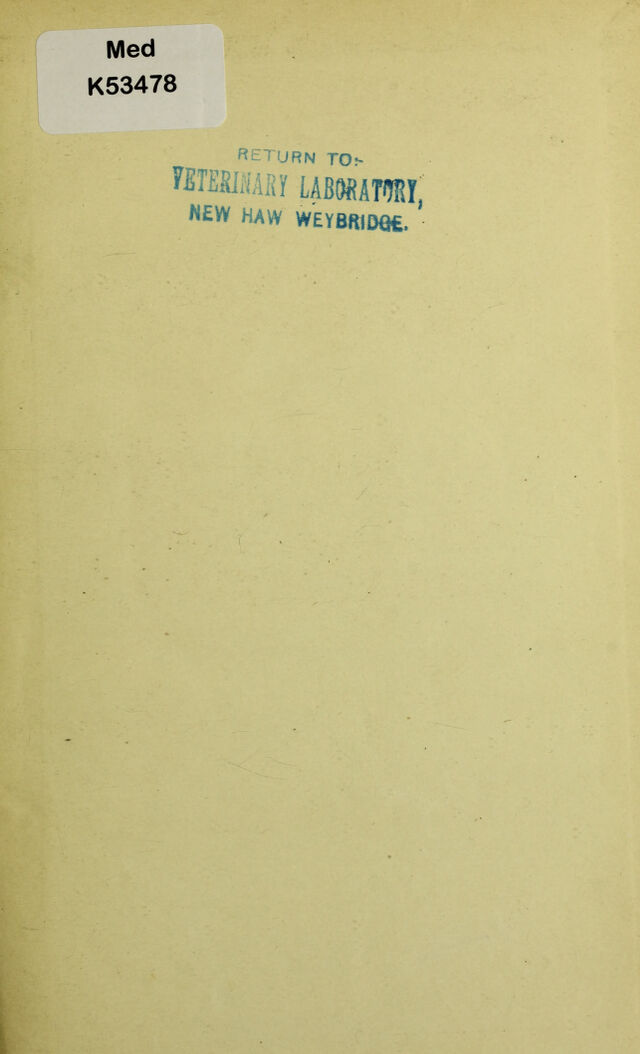 Med
K53478
RETURN TO:-
VETERINARY LABORATORY,
NEW HAW WEYBRIDGE.